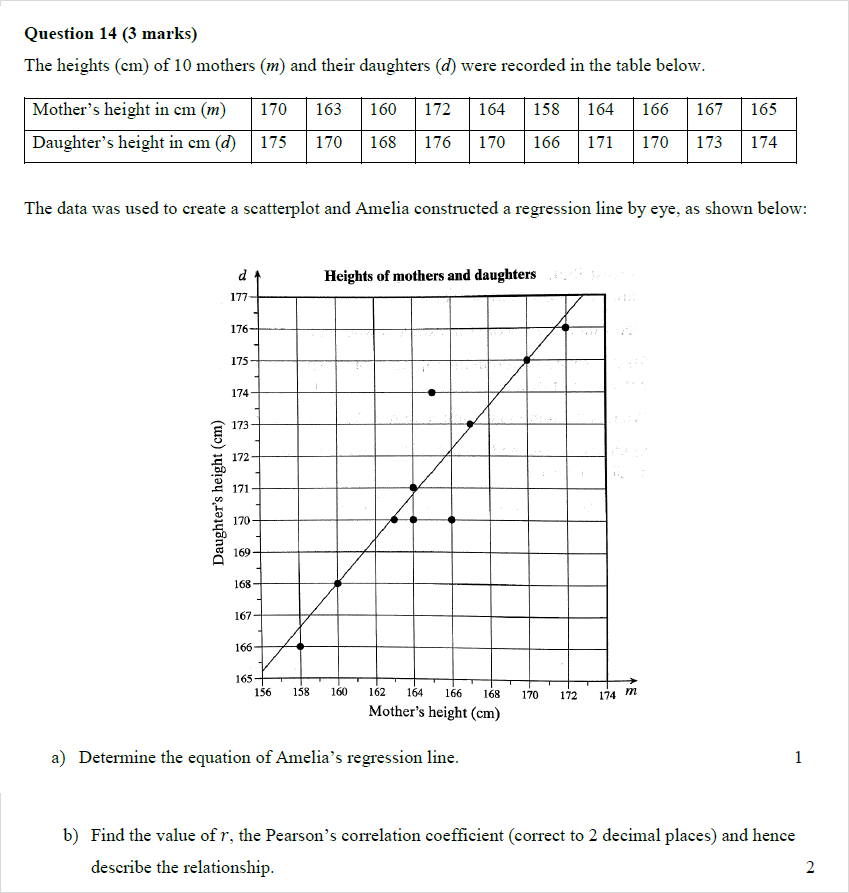 Question 14 (3 marks)
The heights (cm) of 10 mothers (m) and their daughters (d) were recorded in the table below.
Mother's height in cm (m) 170 163 160 172 164 158 164 166 167 165
Daughter's height in cm (d) 175 170 168 176 170 166 171 170 173 174
The data was used to create a scatterplot and Amelia constructed a regression line by eye, as shown below:
d Heights of mothers and daughters
177
176
175
174
173
172
171
170
169
168
167
166
165
Daughter's height (cm)
156 158 160 162 164 166 168 170 172 174 m
Mother's height (cm)
a) Determine the equation of Amelia's regression line. 1
b) Find the value of r, the Pearson's correlation coefficient (correct to 2 decimal places) and hence
describe the relationship. 2